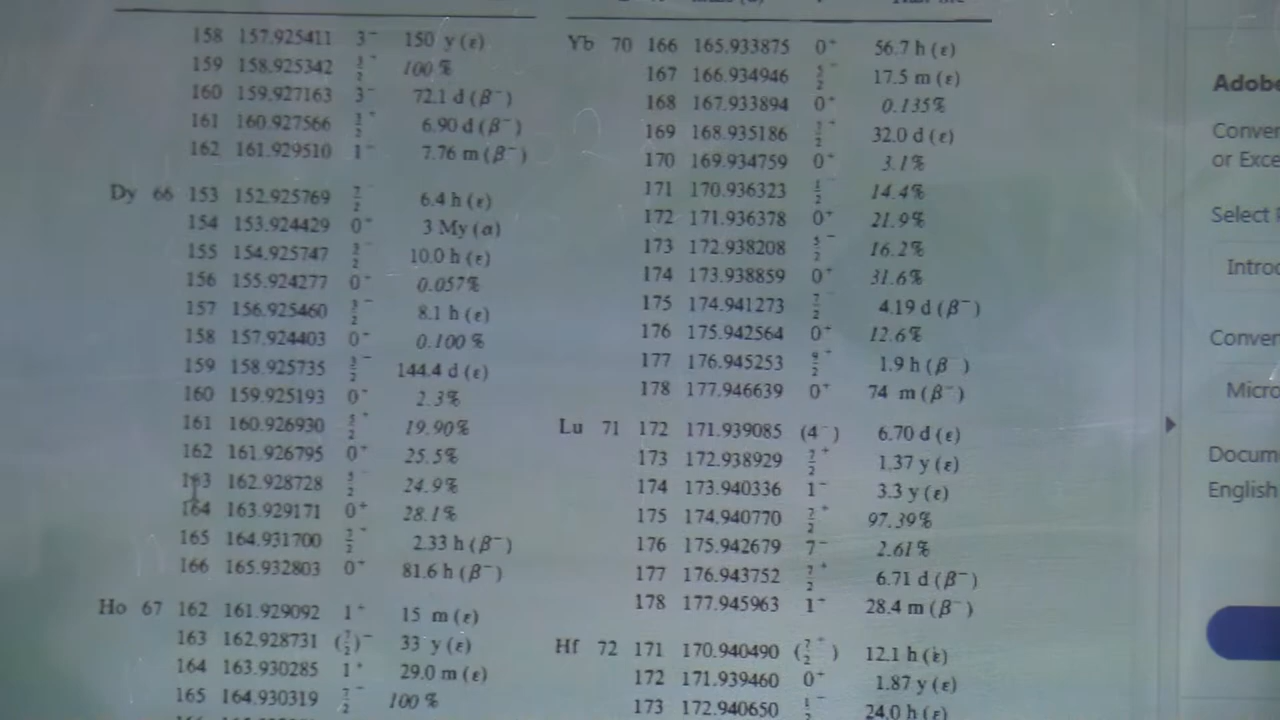 158 157.925411 3⁻ 150 y (ε)
159 158.925342 3/2⁺ 100 %
160 159.927163 3⁻ 72.1 d (β⁻)
161 160.927566 3/2⁺ 6.90 d (β⁻)
162 161.929510 1⁻ 7.76 m (β⁻)
Dy 66 153 152.925769 7/2⁻ 6.4 h (ε)
154 153.924429 0⁺ 3 My (α)
155 154.925747 3/2⁻ 10.0 h (ε)
156 155.924277 0⁺ 0.057%
157 156.925460 3/2⁻ 8.1 h (ε)
158 157.924403 0⁺ 0.100 %
159 158.925735 3/2⁻ 144.4 d (ε)
160 159.925193 0⁺ 2.3%
161 160.926930 5/2⁺ 19.90%
162 161.926795 0⁺ 25.5%
163 162.928728 5/2⁻ 24.9%
164 163.929171 0⁺ 28.1%
165 164.931700 7/2⁻ 2.33 h (β⁻)
166 165.932803 0⁺ 81.6 h (β⁻)
Ho 67 162 161.929092 1⁺ 15 m (ε)
163 162.928731 (7/2)⁻ 33 y (ε)
164 163.930285 1⁺ 29.0 m (ε)
165 164.930319 7/2⁻ 100 %
Yb 70 166 165.933875 0⁺ 56.7 h (ε)
167 166.934946 5/2⁻ 17.5 m (ε)
168 167.933894 0⁺ 0.135%
169 168.935186 7/2⁺ 32.0 d (ε)
170 169.934759 0⁺ 3.1%
171 170.936323 1/2⁻ 14.4%
172 171.936378 0⁺ 21.9%
173 172.938208 5/2⁻ 16.2%
174 173.938859 0⁺ 31.6%
175 174.941273 7/2⁻ 4.19 d (β⁻)
176 175.942564 0⁺ 12.6%
177 176.945253 9/2⁺ 1.9 h (β⁻)
178 177.946639 0⁺ 74 m (β⁻)
Lu 71 172 171.939085 (4⁻) 6.70 d (ε)
173 172.938929 7/2⁺ 1.37 y (ε)
174 173.940336 1⁻ 3.3 y (ε)
175 174.940770 7/2⁺ 97.39%
176 175.942679 7⁻ 2.61%
177 176.943752 7/2⁺ 6.71 d (β⁻)
178 177.945963 1⁺ 28.4 m (β⁻)
Hf 72 171 170.940490 (7/2⁺) 12.1 h (ε)
172 171.939460 0⁺ 1.87 y (ε)
173 172.940650 1/2⁻ 24.0 h (ε)
Adobe
Conver
or Exce
Select
Introd
Conver
Micro
Docum
English